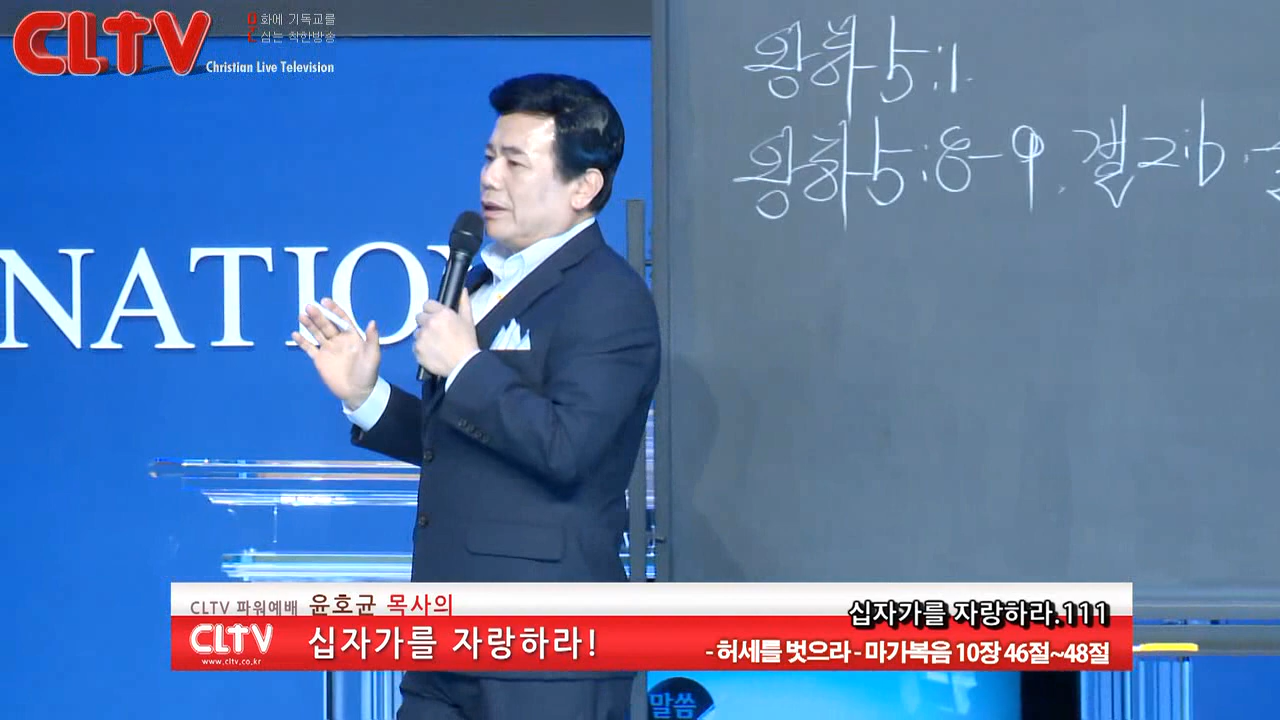 CLTV
화에 기독교를
심는 착한방송
Christian Live Television
왕하 5:1
왕하 5:8-9. 겔2:6.
NATIO
CLTV 파워예배 윤호균 목사의
십자가를 자랑하라.111
CLTV
www.cltv.co.kr
십자가를 자랑하라!
- 허세를 벗으라 - 마가복음 10장 46절~48절
말씀